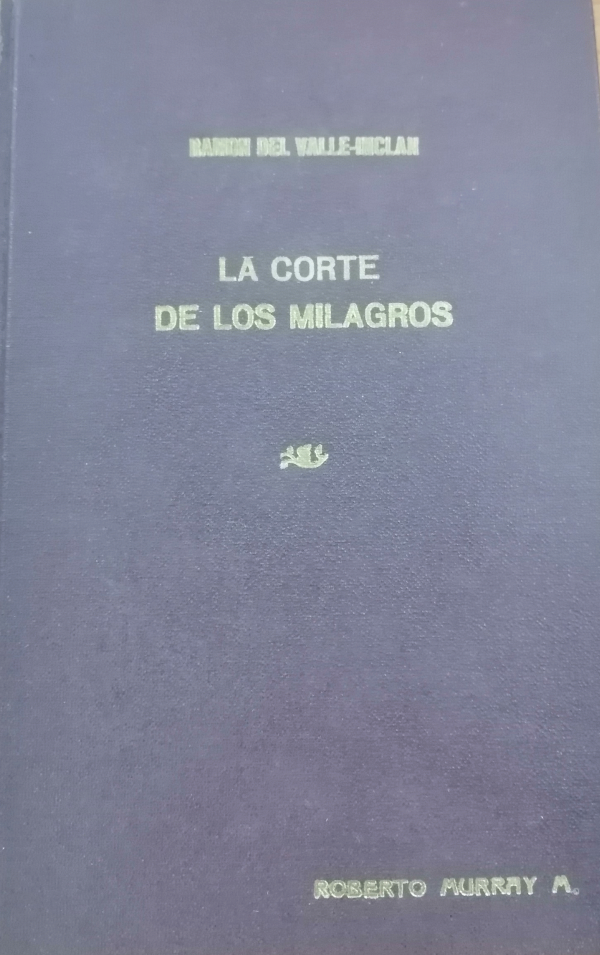 RAMON DEL VALLE-INCLAN
LA CORTE
DE LOS MILAGROS
ROBERTO MURRAY M.